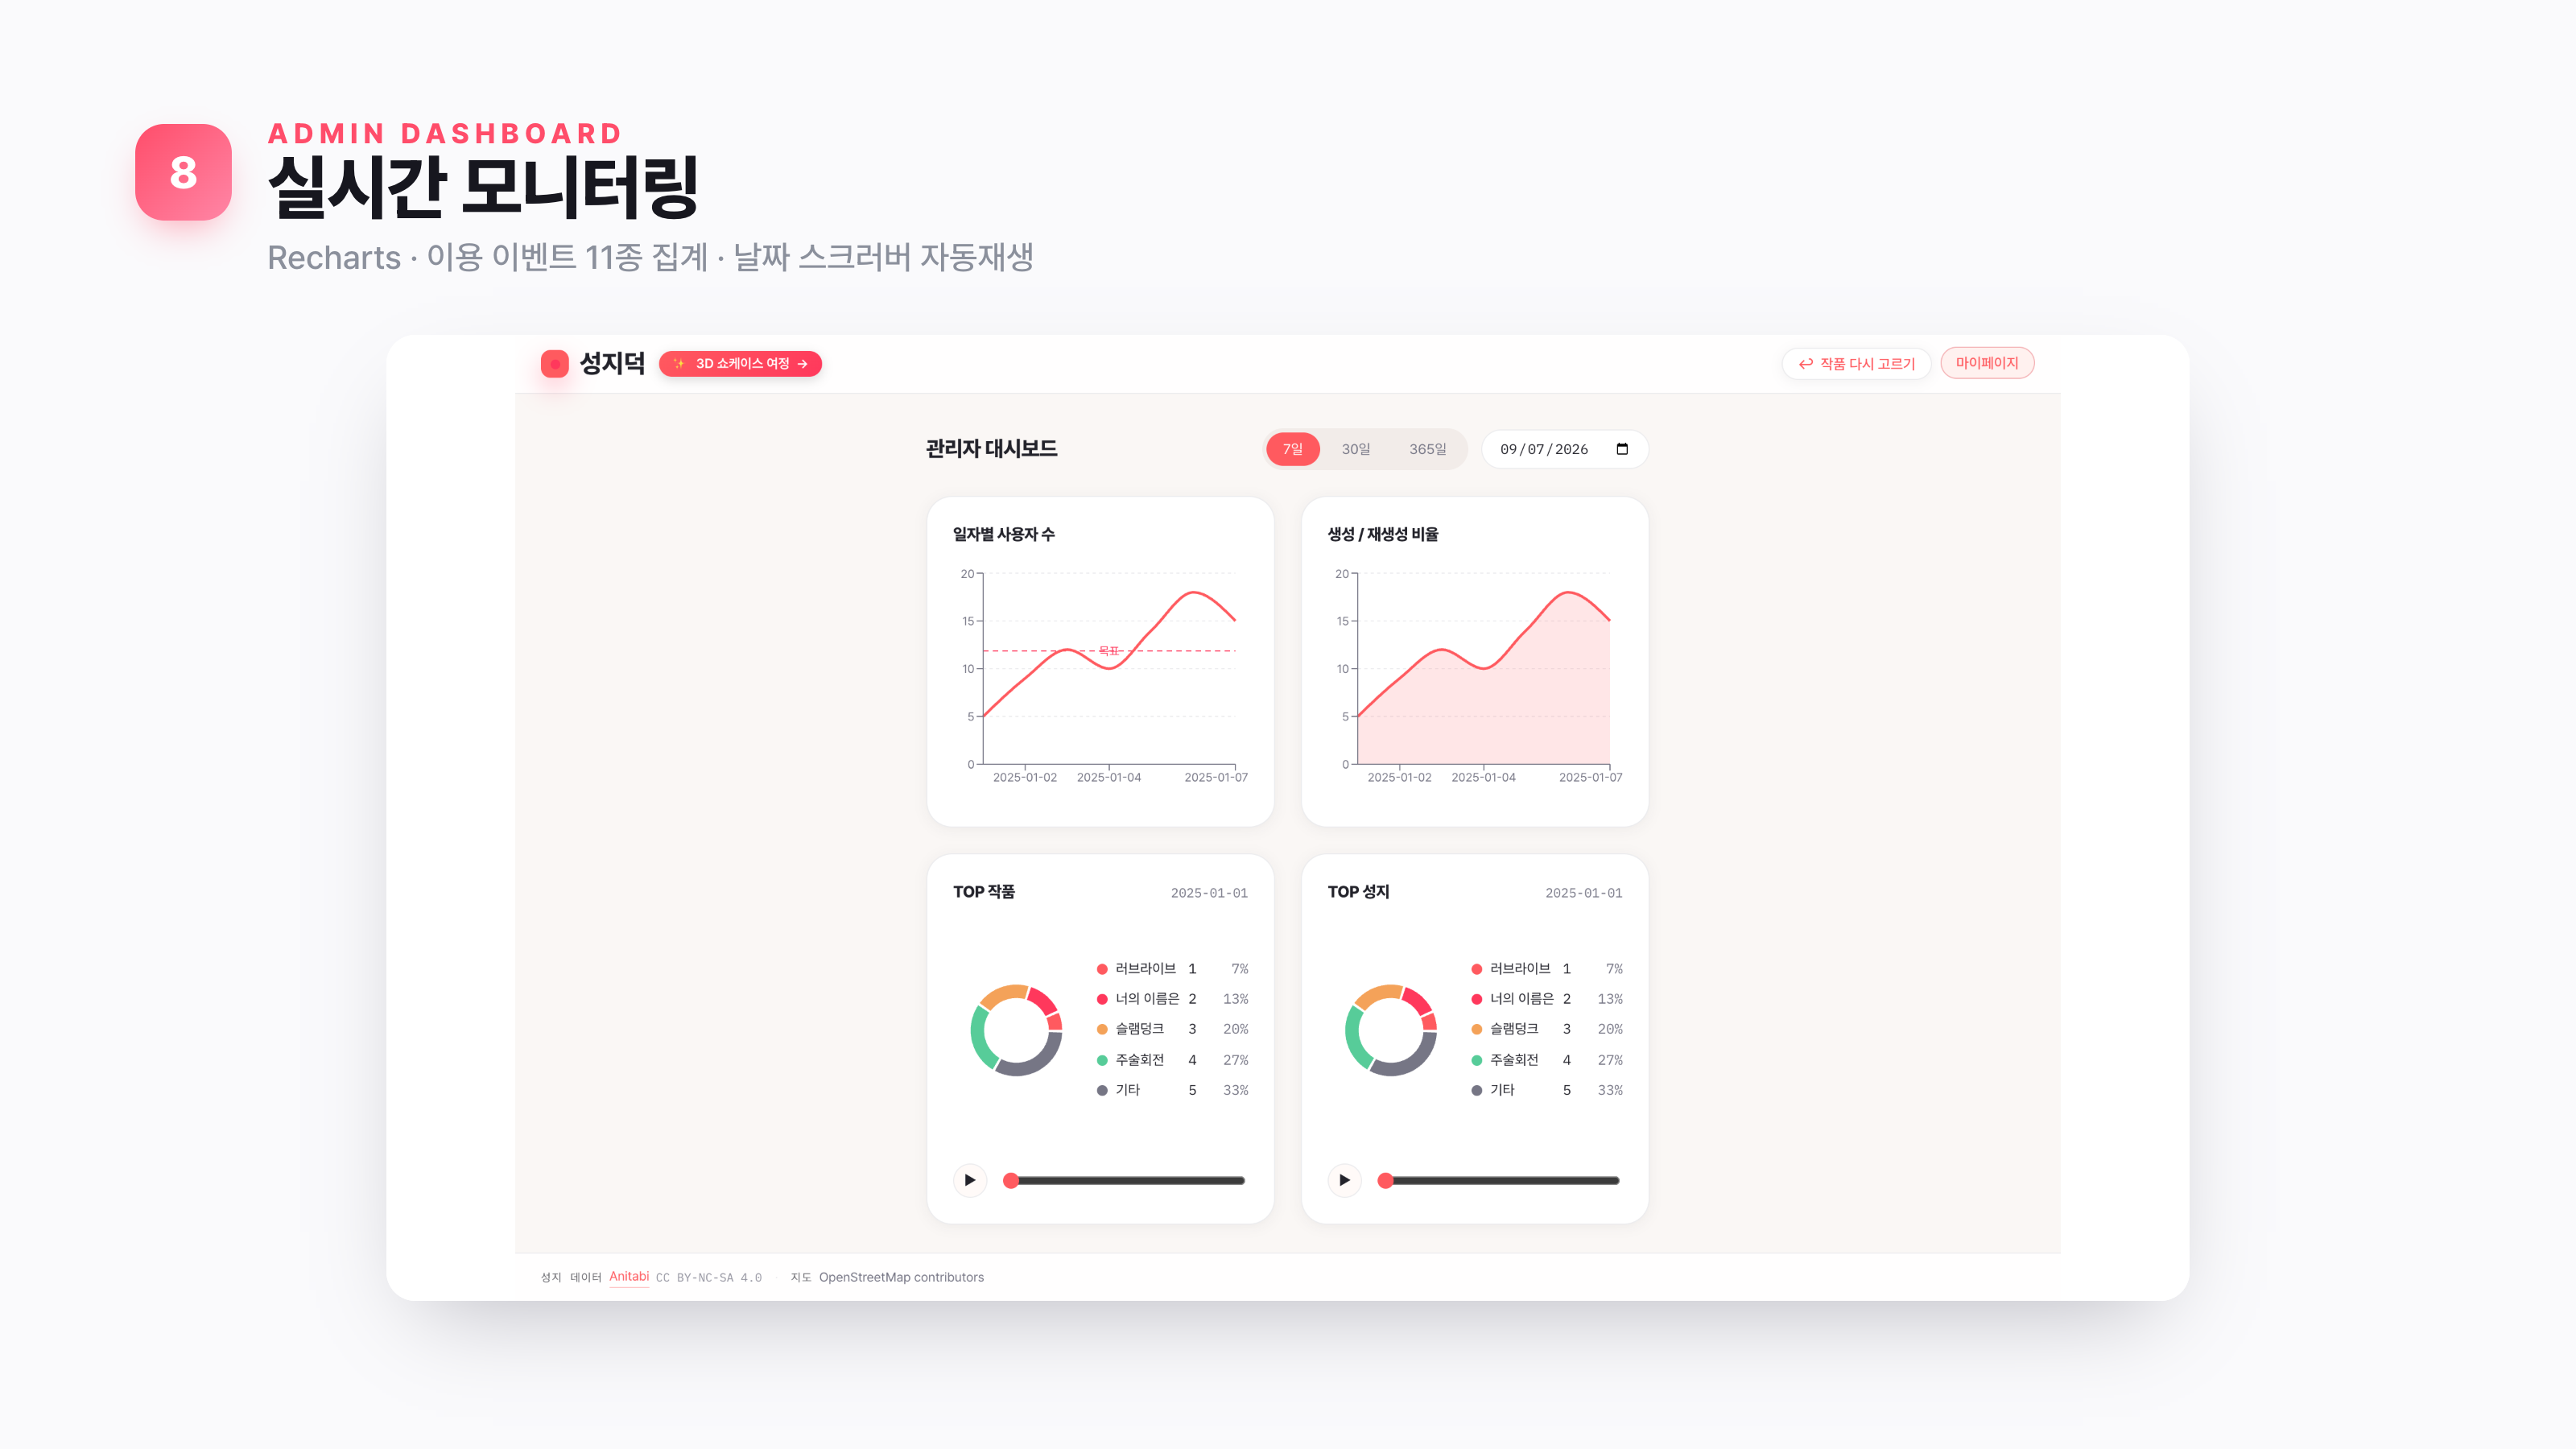 8
ADMIN DASHBOARD
실시간 모니터링
Recharts · 이용 이벤트 11종 집계 · 날짜 스크러버 자동재생
성지덕
✨ 3D 쇼케이스 여정 →
↩ 작품 다시 고르기
마이페이지
관리자 대시보드
7일 30일 365일
09/07/2026
일자별 사용자 수
20
15
10
5
0
목표
2025-01-02 2025-01-04 2025-01-07
생성 / 재생성 비율
20
15
10
5
0
2025-01-02 2025-01-04 2025-01-07
TOP 작품 2025-01-01
러브라이브 1 7%
너의 이름은 2 13%
슬램덩크 3 20%
주술회전 4 27%
기타 5 33%
TOP 성지 2025-01-01
러브라이브 1 7%
너의 이름은 2 13%
슬램덩크 3 20%
주술회전 4 27%
기타 5 33%
성지 데이터 Anitabi CC BY-NC-SA 4.0 · 지도 OpenStreetMap contributors